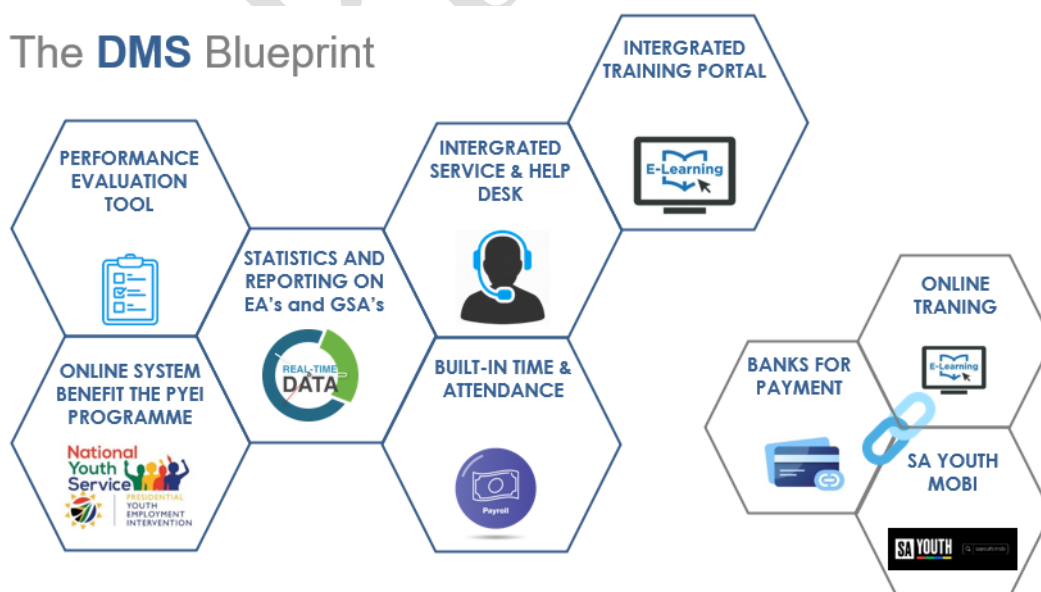 The DMS Blueprint
INTERGRATED
TRAINING PORTAL
E-Learning
PERFORMANCE
EVALUATION
TOOL
INTERGRATED
SERVICE & HELP
DESK
STATISTICS AND
REPORTING ON
EA's and GSA's
REAL-TIME
DATA
ONLINE SYSTEM
BENEFIT THE PYEI
PROGRAMME
National
Youth
Service
PRESIDENTIAL
YOUTH
EMPLOYMENT
INTERVENTION
BUILT-IN TIME &
ATTENDANCE
Payroll
ONLINE
TRANING
E-Learning
BANKS FOR
PAYMENT
SA YOUTH
MOBI
SA YOUTH